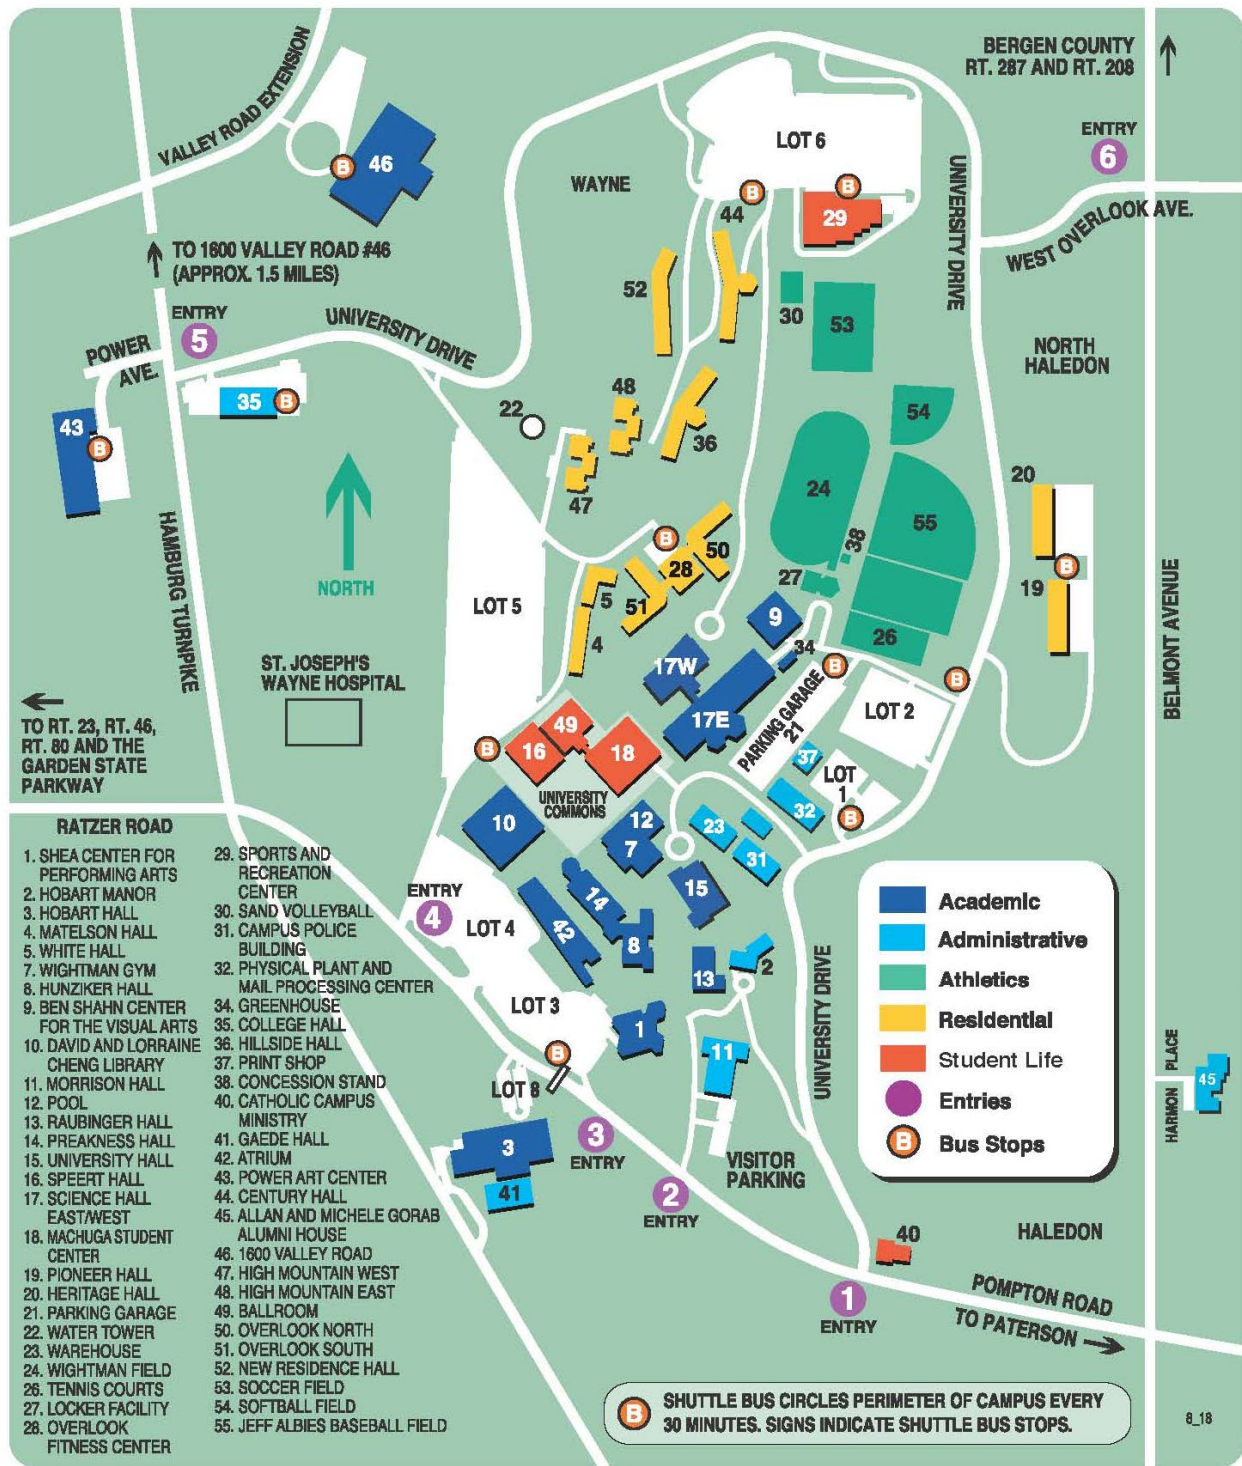 BERGEN COUNTY
RT. 287 AND RT. 208
ENTRY
6
VALLEY ROAD EXTENSION
B
46
LOT 6
WAYNE
B
B
44
29
UNIVERSITY DRIVE
WEST OVERLOOK AVE.
TO 1600 VALLEY ROAD #46
(APPROX. 1.5 MILES)
52
30
53
ENTRY
5
UNIVERSITY DRIVE
POWER
AVE.
NORTH
HALEDON
35
B
43
B
22
48
36
54
47
24
55
20
HAMBURG TURNPIKE
NORTH
B
50
28
38
27
B
19
BELMONT AVENUE
LOT 5
5
51
4
9
26
34
ST. JOSEPH'S
WAYNE HOSPITAL
17W
B
B
17E
PARKING GARAGE
21
LOT 2
TO RT. 23, RT. 46,
RT. 80 AND THE
GARDEN STATE
PARKWAY
B
49
16
18
37
LOT
1
UNIVERSITY
COMMONS
32
B
10
12
7
23
31
RATZER ROAD
1. SHEA CENTER FOR
PERFORMING ARTS
2. HOBART MANOR
3. HOBART HALL
4. MATELSON HALL
5. WHITE HALL
7. WIGHTMAN GYM
8. HUNZIKER HALL
9. BEN SHAHN CENTER
FOR THE VISUAL ARTS
10. DAVID AND LORRAINE
CHENG LIBRARY
11. MORRISON HALL
12. POOL
13. RAUBINGER HALL
14. PREAKNESS HALL
15. UNIVERSITY HALL
16. SPEERT HALL
17. SCIENCE HALL
EAST/WEST
18. MACHUGA STUDENT
CENTER
19. PIONEER HALL
20. HERITAGE HALL
21. PARKING GARAGE
22. WATER TOWER
23. WAREHOUSE
24. WIGHTMAN FIELD
26. TENNIS COURTS
27. LOCKER FACILITY
28. OVERLOOK
FITNESS CENTER
29. SPORTS AND
RECREATION
CENTER
30. SAND VOLLEYBALL
31. CAMPUS POLICE
BUILDING
32. PHYSICAL PLANT AND
MAIL PROCESSING CENTER
34. GREENHOUSE
35. COLLEGE HALL
36. HILLSIDE HALL
37. PRINT SHOP
38. CONCESSION STAND
40. CATHOLIC CAMPUS
MINISTRY
41. GAEDE HALL
42. ATRIUM
43. POWER ART CENTER
44. CENTURY HALL
45. ALLAN AND MICHELE GORAB
ALUMNI HOUSE
46. 1600 VALLEY ROAD
47. HIGH MOUNTAIN WEST
48. HIGH MOUNTAIN EAST
49. BALLROOM
50. OVERLOOK NORTH
51. OVERLOOK SOUTH
52. NEW RESIDENCE HALL
53. SOCCER FIELD
54. SOFTBALL FIELD
55. JEFF ALBIES BASEBALL FIELD
ENTRY
4
LOT 4
42
14
8
15
13
2
LOT 3
1
11
UNIVERSITY DRIVE
B
LOT 8
3
41
3
ENTRY
2
ENTRY
VISITOR
PARKING
Academic
Administrative
Athletics
Residential
Student Life
Entries
B
Bus Stops
HARMON PLACE
45
40
HALEDON
1
ENTRY
POMPTON ROAD
TO PATERSON
B
SHUTTLE BUS CIRCLES PERIMETER OF CAMPUS EVERY
30 MINUTES. SIGNS INDICATE SHUTTLE BUS STOPS.
8_18